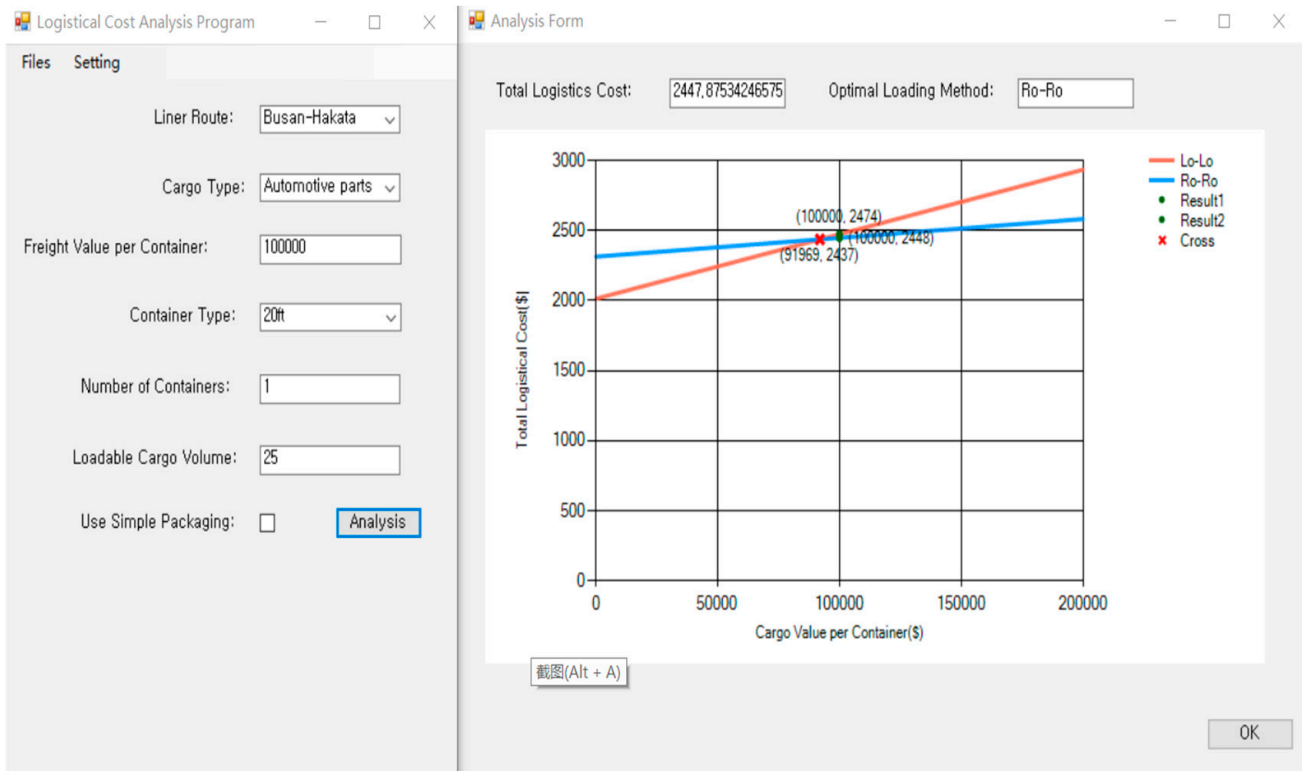 Logistical Cost Analysis Program
Files Setting
Liner Route: Busan-Hakata
Cargo Type: Automotive parts
Freight Value per Container: 100000
Container Type: 20ft
Number of Containers: 1
Loadable Cargo Volume: 25
Use Simple Packaging: Analysis
Analysis Form
Total Logistics Cost: 2447,87534246575 Optimal Loading Method: Ro-Ro
Lo-Lo
Ro-Ro
Result1
Result2
Cross
3000
2500
2000
1500
1000
500
0
Total Logistical Cost[$]
(100000, 2474)
(100000, 2448)
(91969, 2437)
0 50000 100000 150000 200000
Cargo Value per Container($)
截图(Alt + A)
OK